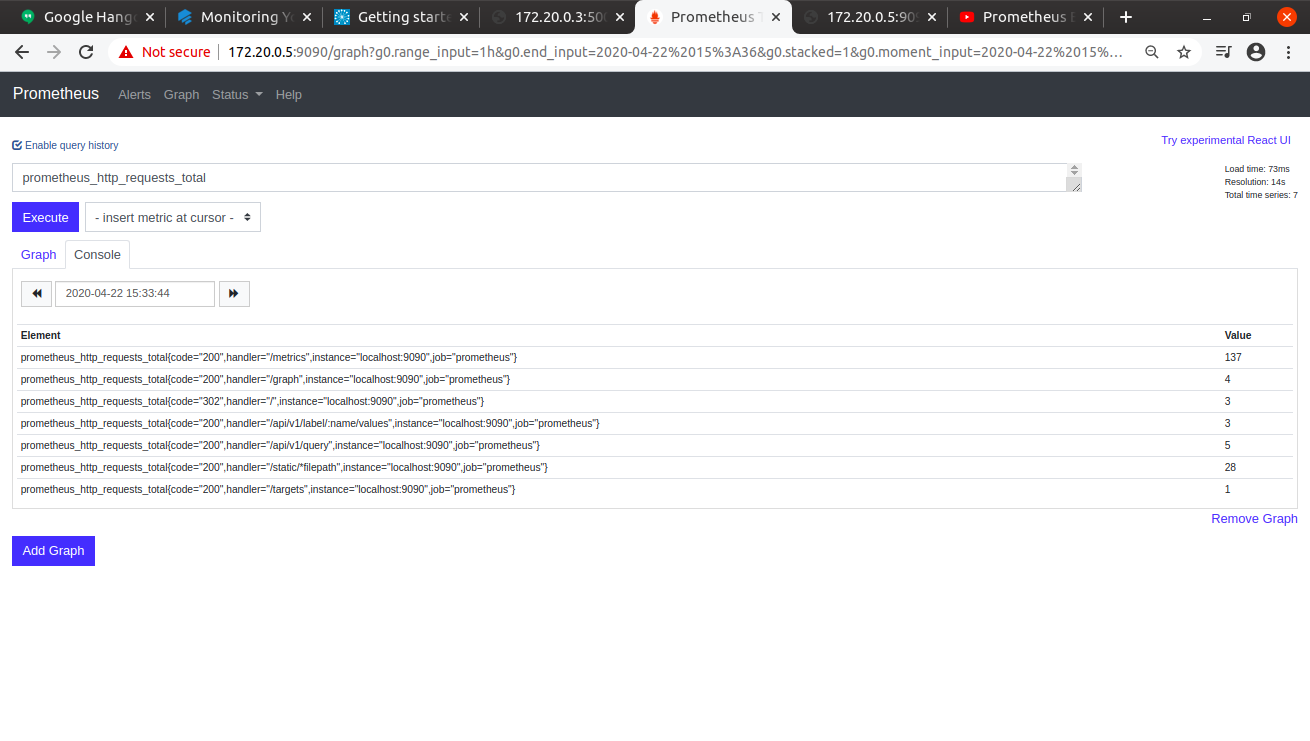 Google Hang
Monitoring Yo
Getting starte
172.20.0.3:500
Prometheus T
172.20.0.5:909
Prometheus
Not secure
172.20.0.5:9090/graph?g0.range_input=1h&g0.end_input=2020-04-22%2015%3A36&g0.stacked=1&g0.moment_input=2020-04-22%2015%...
Prometheus Alerts Graph Status Help
Enable query history
Try experimental React UI
prometheus_http_requests_total
Load time: 73ms
Resolution: 14s
Total time series: 7
Execute
- insert metric at cursor -
Graph
Console
2020-04-22 15:33:44
Element Value
prometheus_http_requests_total{code="200",handler="/metrics",instance="localhost:9090",job="prometheus"} 137
prometheus_http_requests_total{code="200",handler="/graph",instance="localhost:9090",job="prometheus"} 4
prometheus_http_requests_total{code="302",handler="/",instance="localhost:9090",job="prometheus"} 3
prometheus_http_requests_total{code="200",handler="/api/v1/label/:name/values",instance="localhost:9090",job="prometheus"} 3
prometheus_http_requests_total{code="200",handler="/api/v1/query",instance="localhost:9090",job="prometheus"} 5
prometheus_http_requests_total{code="200",handler="/static/*filepath",instance="localhost:9090",job="prometheus"} 28
prometheus_http_requests_total{code="200",handler="/targets",instance="localhost:9090",job="prometheus"} 1
Remove Graph
Add Graph